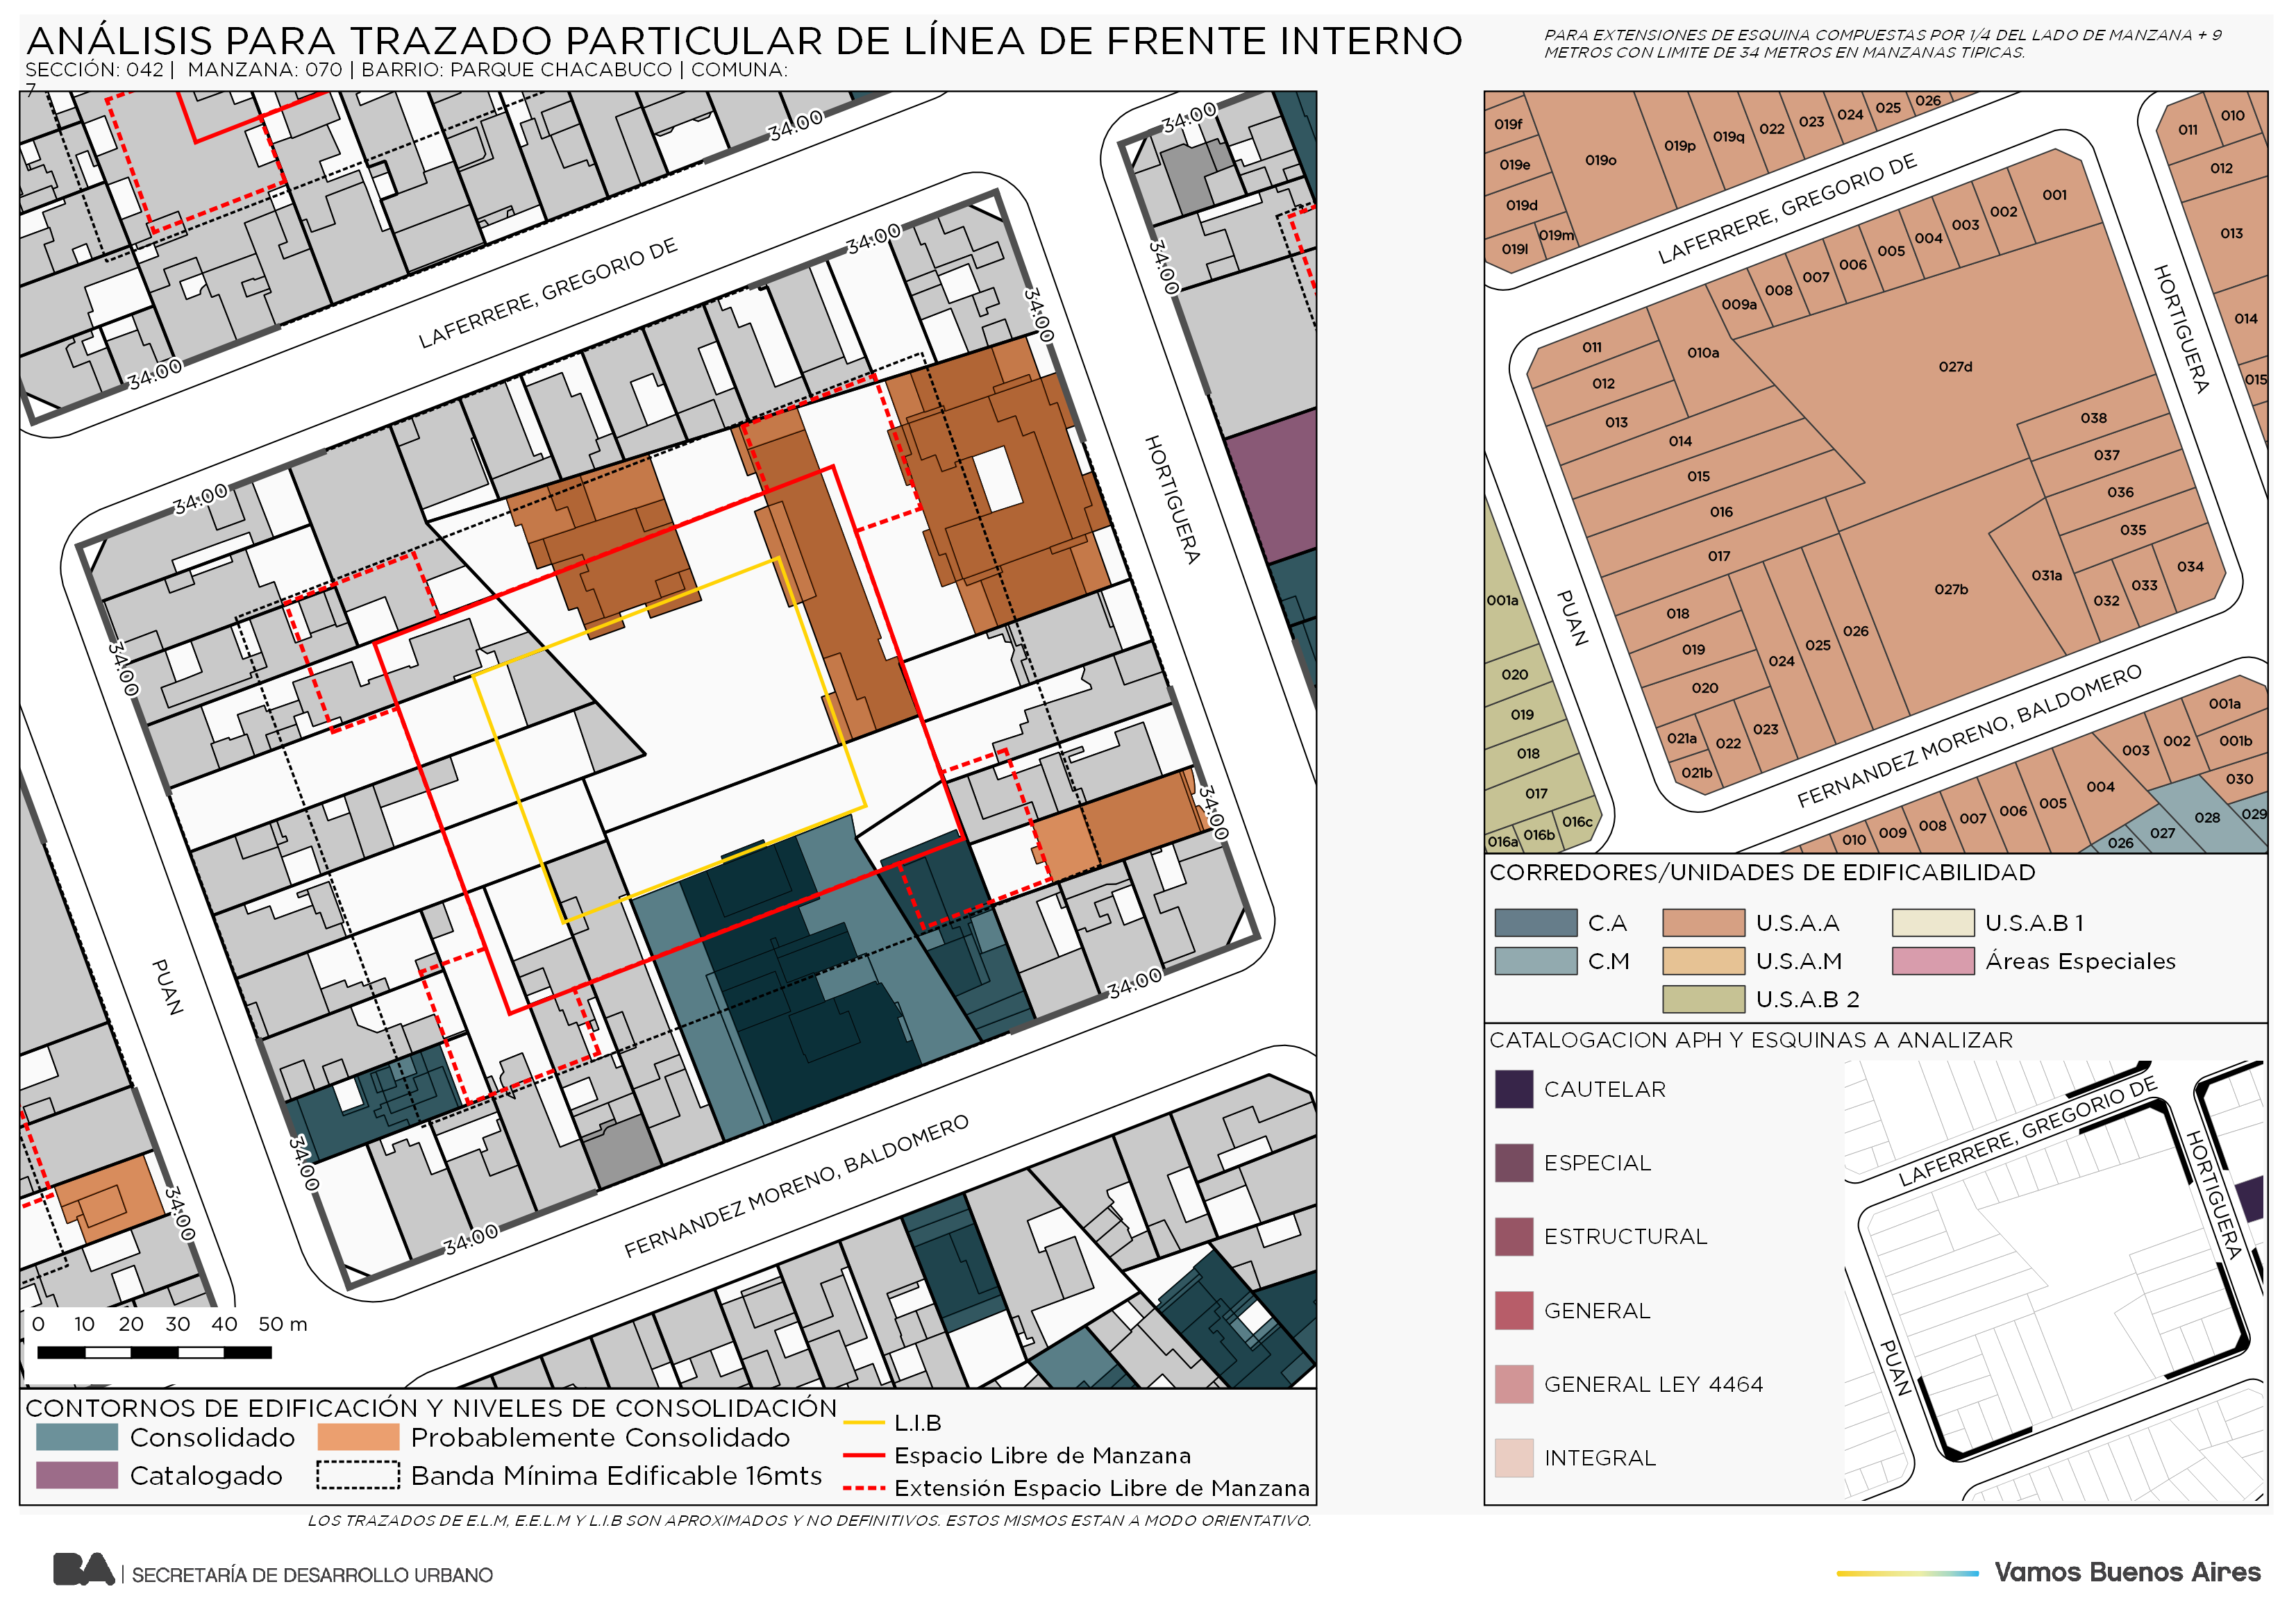 ANÁLISIS PARA TRAZADO PARTICULAR DE LÍNEA DE FRENTE INTERNO
SECCIÓN: 042 | MANZANA: 070 | BARRIO: PARQUE CHACABUCO | COMUNA:
7
PARA EXTENSIONES DE ESQUINA COMPUESTAS POR 1/4 DEL LADO DE MANZANA + 9
METROS CON LIMITE DE 34 METROS EN MANZANAS TIPICAS.
34.00
34.00
34.00
LAFERRERE, GREGORIO DE
34.00
34.00
34.00
34.00
HORTIGUERA
34.00
34.00
PUAN
34.00
34.00
34.00
34.00
FERNANDEZ MORENO, BALDOMERO
0 10 20 30 40 50 m
019f
019e
019d
019l
019m
019o
019p
019q
022
023
024
025
026
011
010
012
013
014
015
LAFERRERE, GREGORIO DE
HORTIGUERA
001
002
003
004
005
006
007
008
009a
010a
011
012
013
014
015
016
017
018
019
020
021a
021b
022
023
024
025
026
027d
027b
038
037
036
035
034
033
032
031a
PUAN
001a
020
019
018
017
016c
016b
016a
FERNANDEZ MORENO, BALDOMERO
001a
001b
002
003
030
004
029
005
028
006
027
007
026
008
009
010
CORREDORES/UNIDADES DE EDIFICABILIDAD
C.A
U.S.A.A
U.S.A.B 1
C.M
U.S.A.M
Áreas Especiales
U.S.A.B 2
CATALOGACION APH Y ESQUINAS A ANALIZAR
CAUTELAR
ESPECIAL
ESTRUCTURAL
GENERAL
GENERAL LEY 4464
INTEGRAL
LAFERRERE, GREGORIO DE
HORTIGUERA
PUAN
CONTORNOS DE EDIFICACIÓN Y NIVELES DE CONSOLIDACIÓN
Consolidado
Probablemente Consolidado
Catalogado
Banda Mínima Edificable 16mts
L.I.B
Espacio Libre de Manzana
Extensión Espacio Libre de Manzana
LOS TRAZADOS DE E.L.M, E.E.L.M Y L.I.B SON APROXIMADOS Y NO DEFINITIVOS. ESTOS MISMOS ESTAN A MODO ORIENTATIVO.
BA | SECRETARÍA DE DESARROLLO URBANO
Vamos Buenos Aires